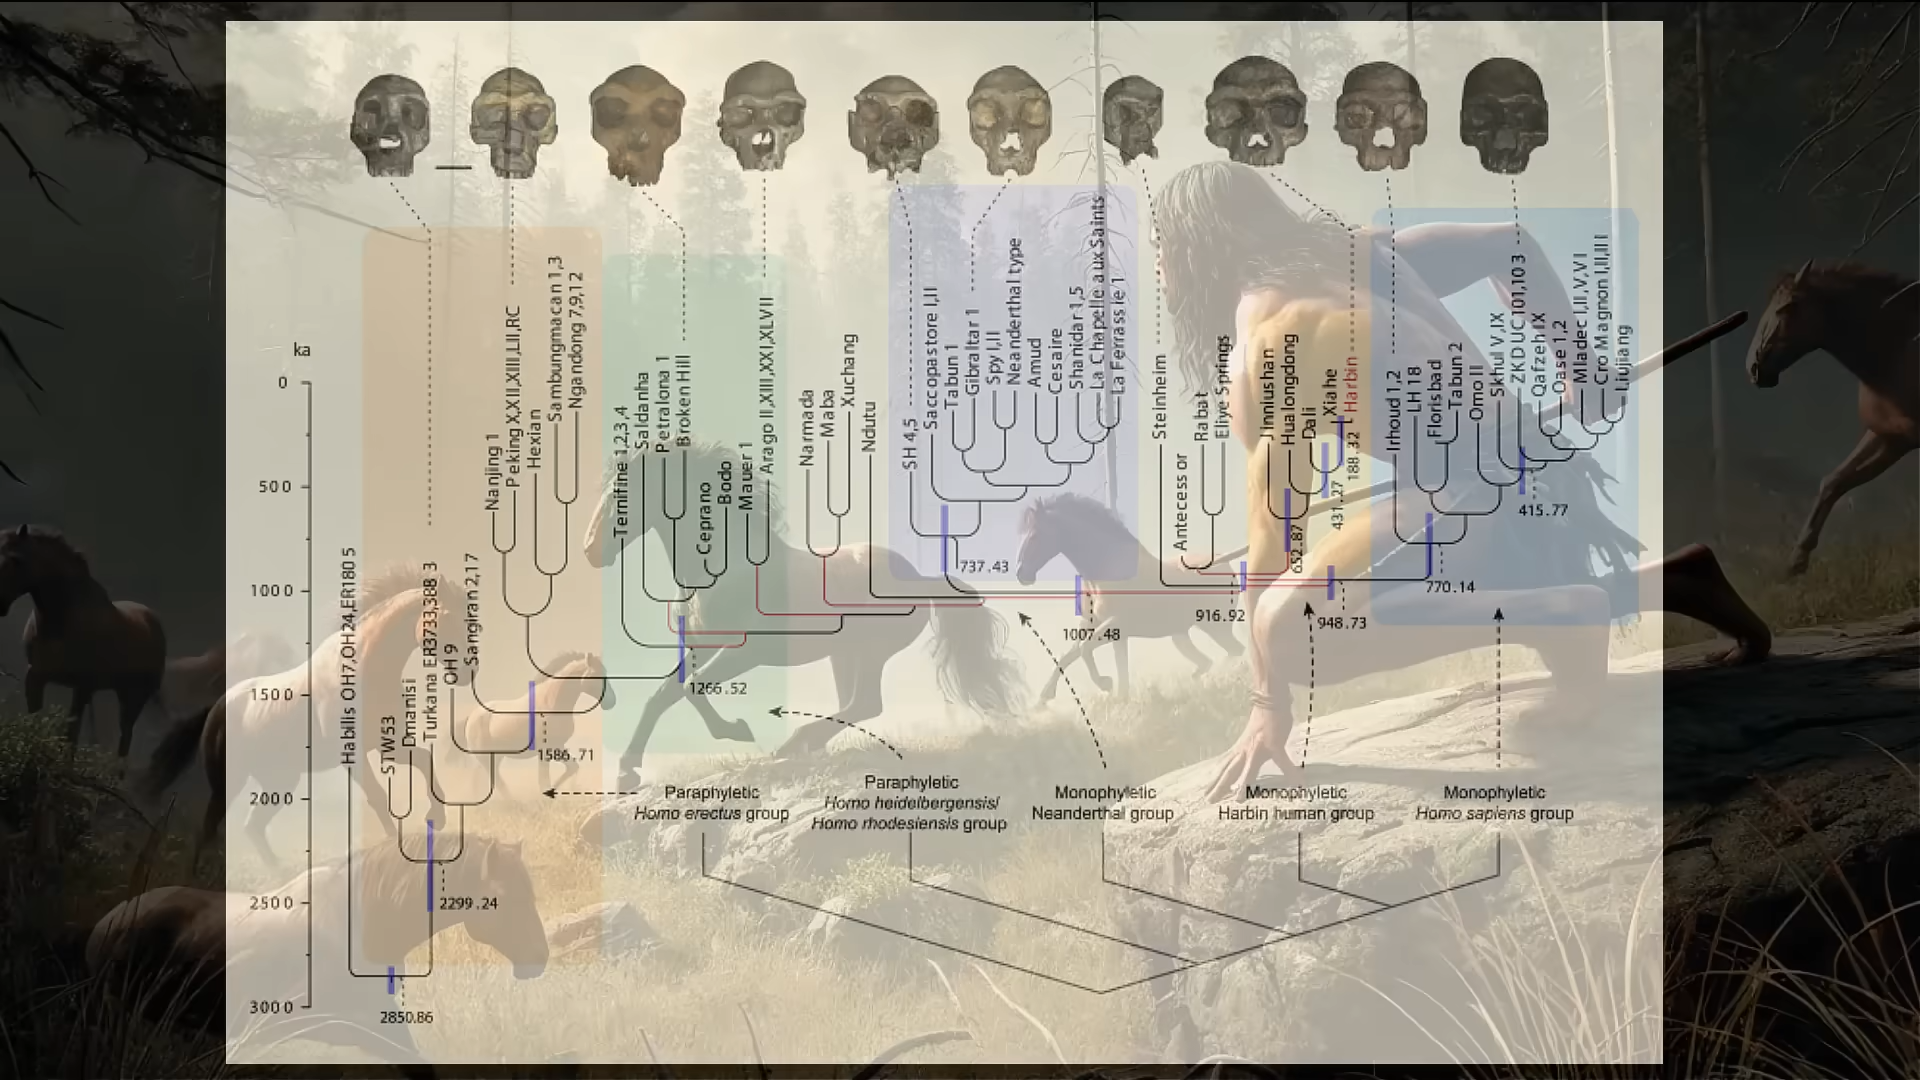 ka
0
500
1000
1500
2000
2500
3000
Habilis OH7,OH24,ER1805
STW53
Dmanisi
Turkana ER3733,3883
OH 9
Sangiran 2,17
Nanjing 1
Peking X,XII,XIII,LII,RC
Hexian
Sambungmacan 1,3
Ngandong 7,9,12
Ternifine 1,2,3,4
Saldanha
Petralona 1
Broken Hill
Ceprano
Bodo
Mauer 1
Arago II,XIII,XXI,XLVII
Narmada
Maba
Xuchang
Ndutu
SH 4,5
Saccopastore I,II
Tabun 1
Gibraltar 1
Spy I,II
Neanderthal type
Amud
Cesaire
Shanidar 1,5
La Chapelle aux Saints
La Ferrassie 1
Steinheim
Antecessor
Rabat
Eliye Springs
Jinniushan
Hualongdong
Dali
Xiahe
Harbin
Irhoud 1,2
LH 18
Florisbad
Tabun 2
Omo II
Skhul V,IX
ZKDUC 101,103
Qafzeh IX
Oase 1,2
Mladec I,II,V,VI
Cro Magnon I,II,III
Liujiang
2850.86
2299.24
1586.71
1266.52
737.43
1007.48
916.92
652.87
431.27
188.32
948.73
770.14
415.77
Paraphyletic
Homo erectus group
Paraphyletic
Homo heidelbergensis/
Homo rhodesiensis group
Monophyletic
Neanderthal group
Monophyletic
Harbin human group
Monophyletic
Homo sapiens group